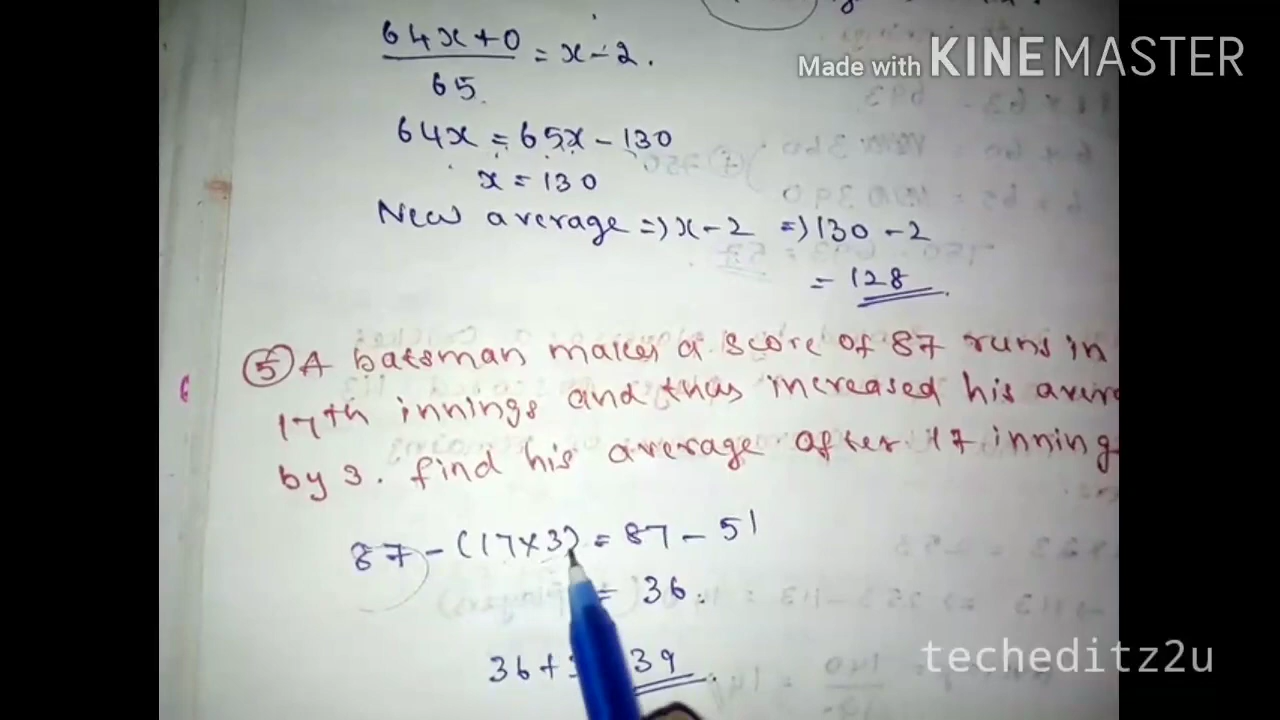 Made with KINEMASTER
64x+0
65
= x-2.
64x = 65x-130
x = 130
New average => x-2 => 130-2
= 128
5 A batsman makes a score of 87 runs in
17th innings and thus increased his avera
by 3. find his average after 17 inning
87-(17x3) = 87-51
= 36.
36+ 39
techeditz2u